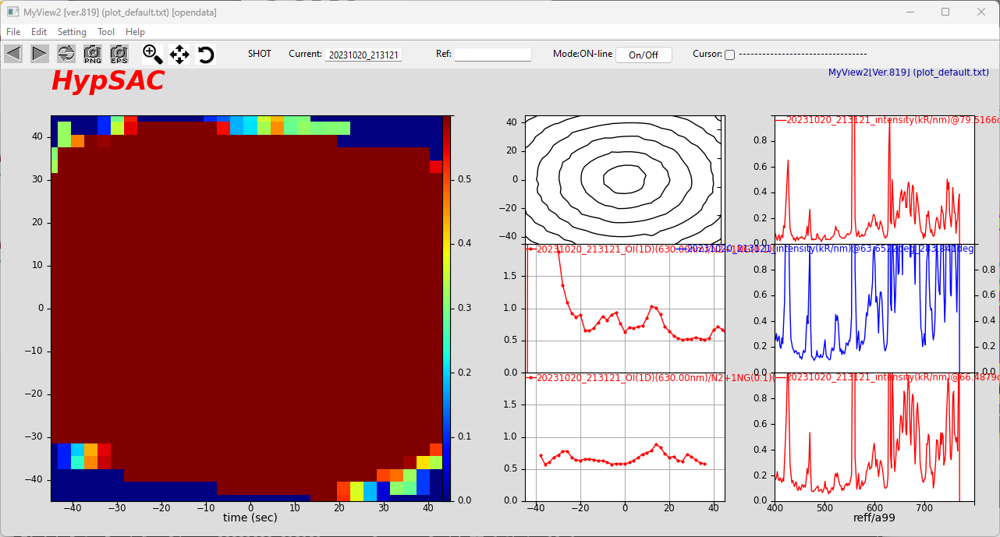 MyView2 [ver.819] (plot_default.txt) [opendata]
File Edit Setting Tool Help
PNG EPS SHOT Current: 20231020_213121 Ref: Mode:ON-line On/Off Cursor: --------------------------------
MyView2[Ver.819] (plot_default.txt)
HypSAC
40
30
20
10
0
−10
−20
−30
−40
−40 −30 −20 −10 0 10 20 30 40
time (sec)
0.5
0.4
0.3
0.2
0.1
0.0
40
20
0
−20
−40
20231020_213121_OI(1D)(630.00nm)/N2+1NG(0.1)(
1.5
1.0
0.5
0.0
20231020_213121_OI(1D)(630.00nm)/N2+1NG(0.1)(
1.5
1.0
0.5
0.0
−40 −20 0 20 40
20231020_213121_intensity(kR/nm)@79.5166
0.8
0.6
0.4
0.2
0.0
20231020_213121_intensity(kR/nm)@63.6522deg_283.841deg
0.8 0.8
0.6 0.6
0.4 0.4
0.2 0.2
0.0 0.0
20231020_213121_intensity(kR/nm)@66.4879
0.8
0.6
0.4
0.2
0.0
400 500 600 700
reff/a99